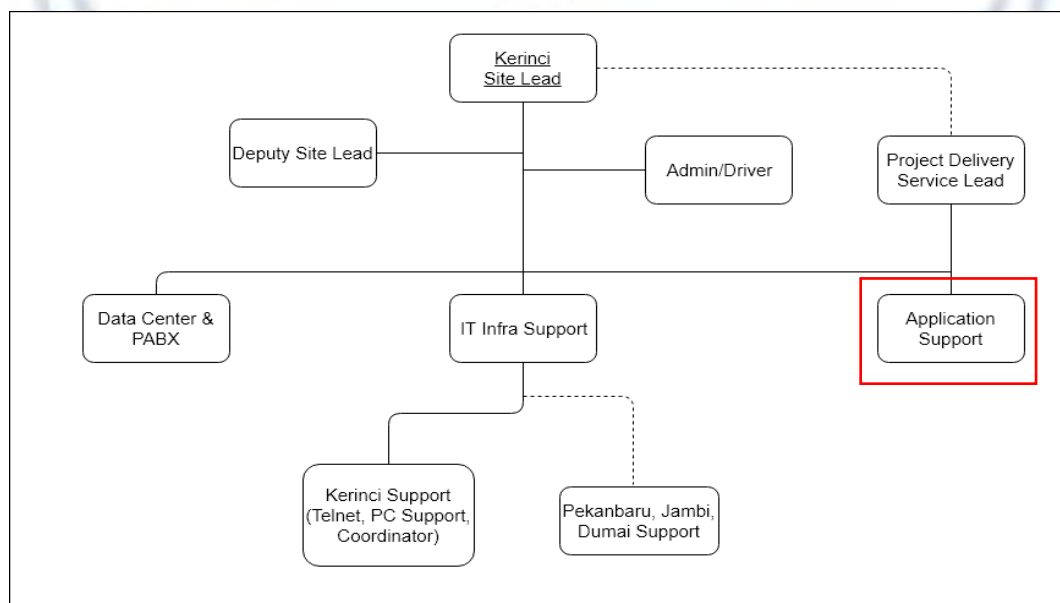 Kerinci
Site Lead
Deputy Site Lead
Admin/Driver
Project Delivery
Service Lead
Data Center &
PABX
IT Infra Support
Application
Support
Kerinci Support
(Telnet, PC Support,
Coordinator)
Pekanbaru, Jambi,
Dumai Support